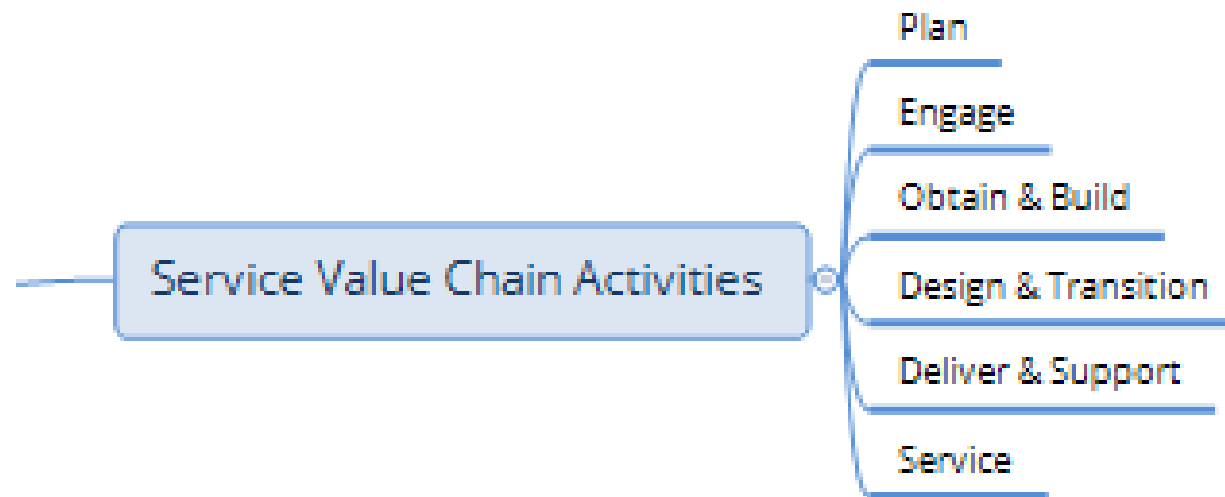 Plan
Engage
Obtain & Build
Service Value Chain Activities
Design & Transition
Deliver & Support
Service